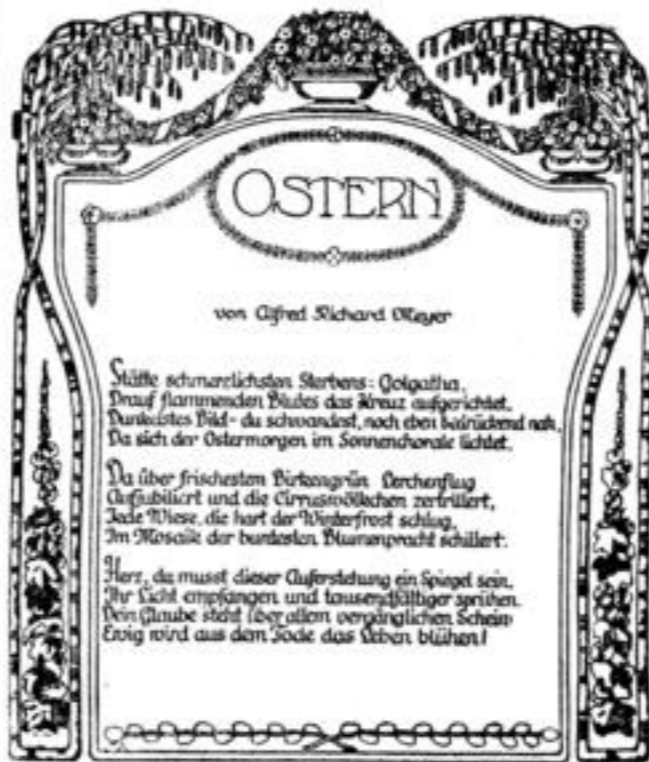 OSTERN
von Alfred Richard Meyer
Stätte schmerzlichsten Sterbens: Golgatha,
Drauf flammenden Blutes das Kreuz aufgerichtet,
Dunkelstes Bild - du schwandest, noch eben bedrückend nah,
Da sich der Ostermorgen im Sonnenchorale lichtet.
Da über frischestem Birkengrün Lerchenflug
Aufjubiliert und die Cirruswölkchen zertrillert,
Jede Wiese, die hart der Winterfrost schlug,
Im Mosaik der buntesten Blumenpracht schillert:
Herz, du musst dieser Auferstehung ein Spiegel sein,
Ihr Licht empfangen und tausendfältiger sprühen.
Dein Glaube steht über allem vergänglichen Schein
Ewig wird aus dem Tode das Leben blühen!